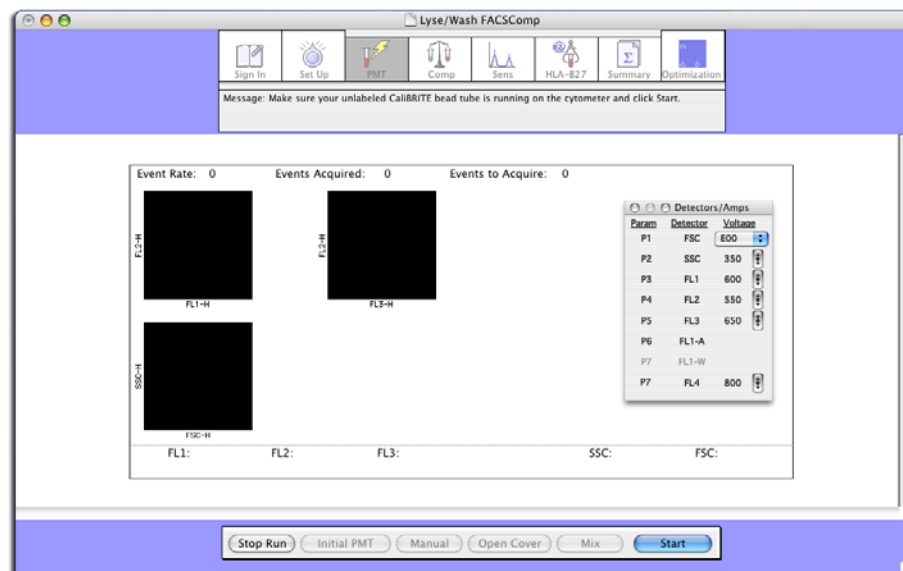 Lyse/Wash FACSComp
Sign In Set Up PMT Comp Sens HLA-B27 Summary Optimization
Message: Make sure your unlabeled CaliBRITE bead tube is running on the cytometer and click Start.
Event Rate: 0 Events Acquired: 0 Events to Acquire: 0
FL2-H
FL1-H
FL2-H
FL3-H
SSC-H
FSC-H
Detectors/Amps
Param Detector Voltage
P1 FSC E00
P2 SSC 350
P3 FL1 600
P4 FL2 550
P5 FL3 650
P6 FL1-A
P7 FL1-W
P7 FL4 800
FL1: FL2: FL3: SSC: FSC:
Stop Run Initial PMT Manual Open Cover Mix Start